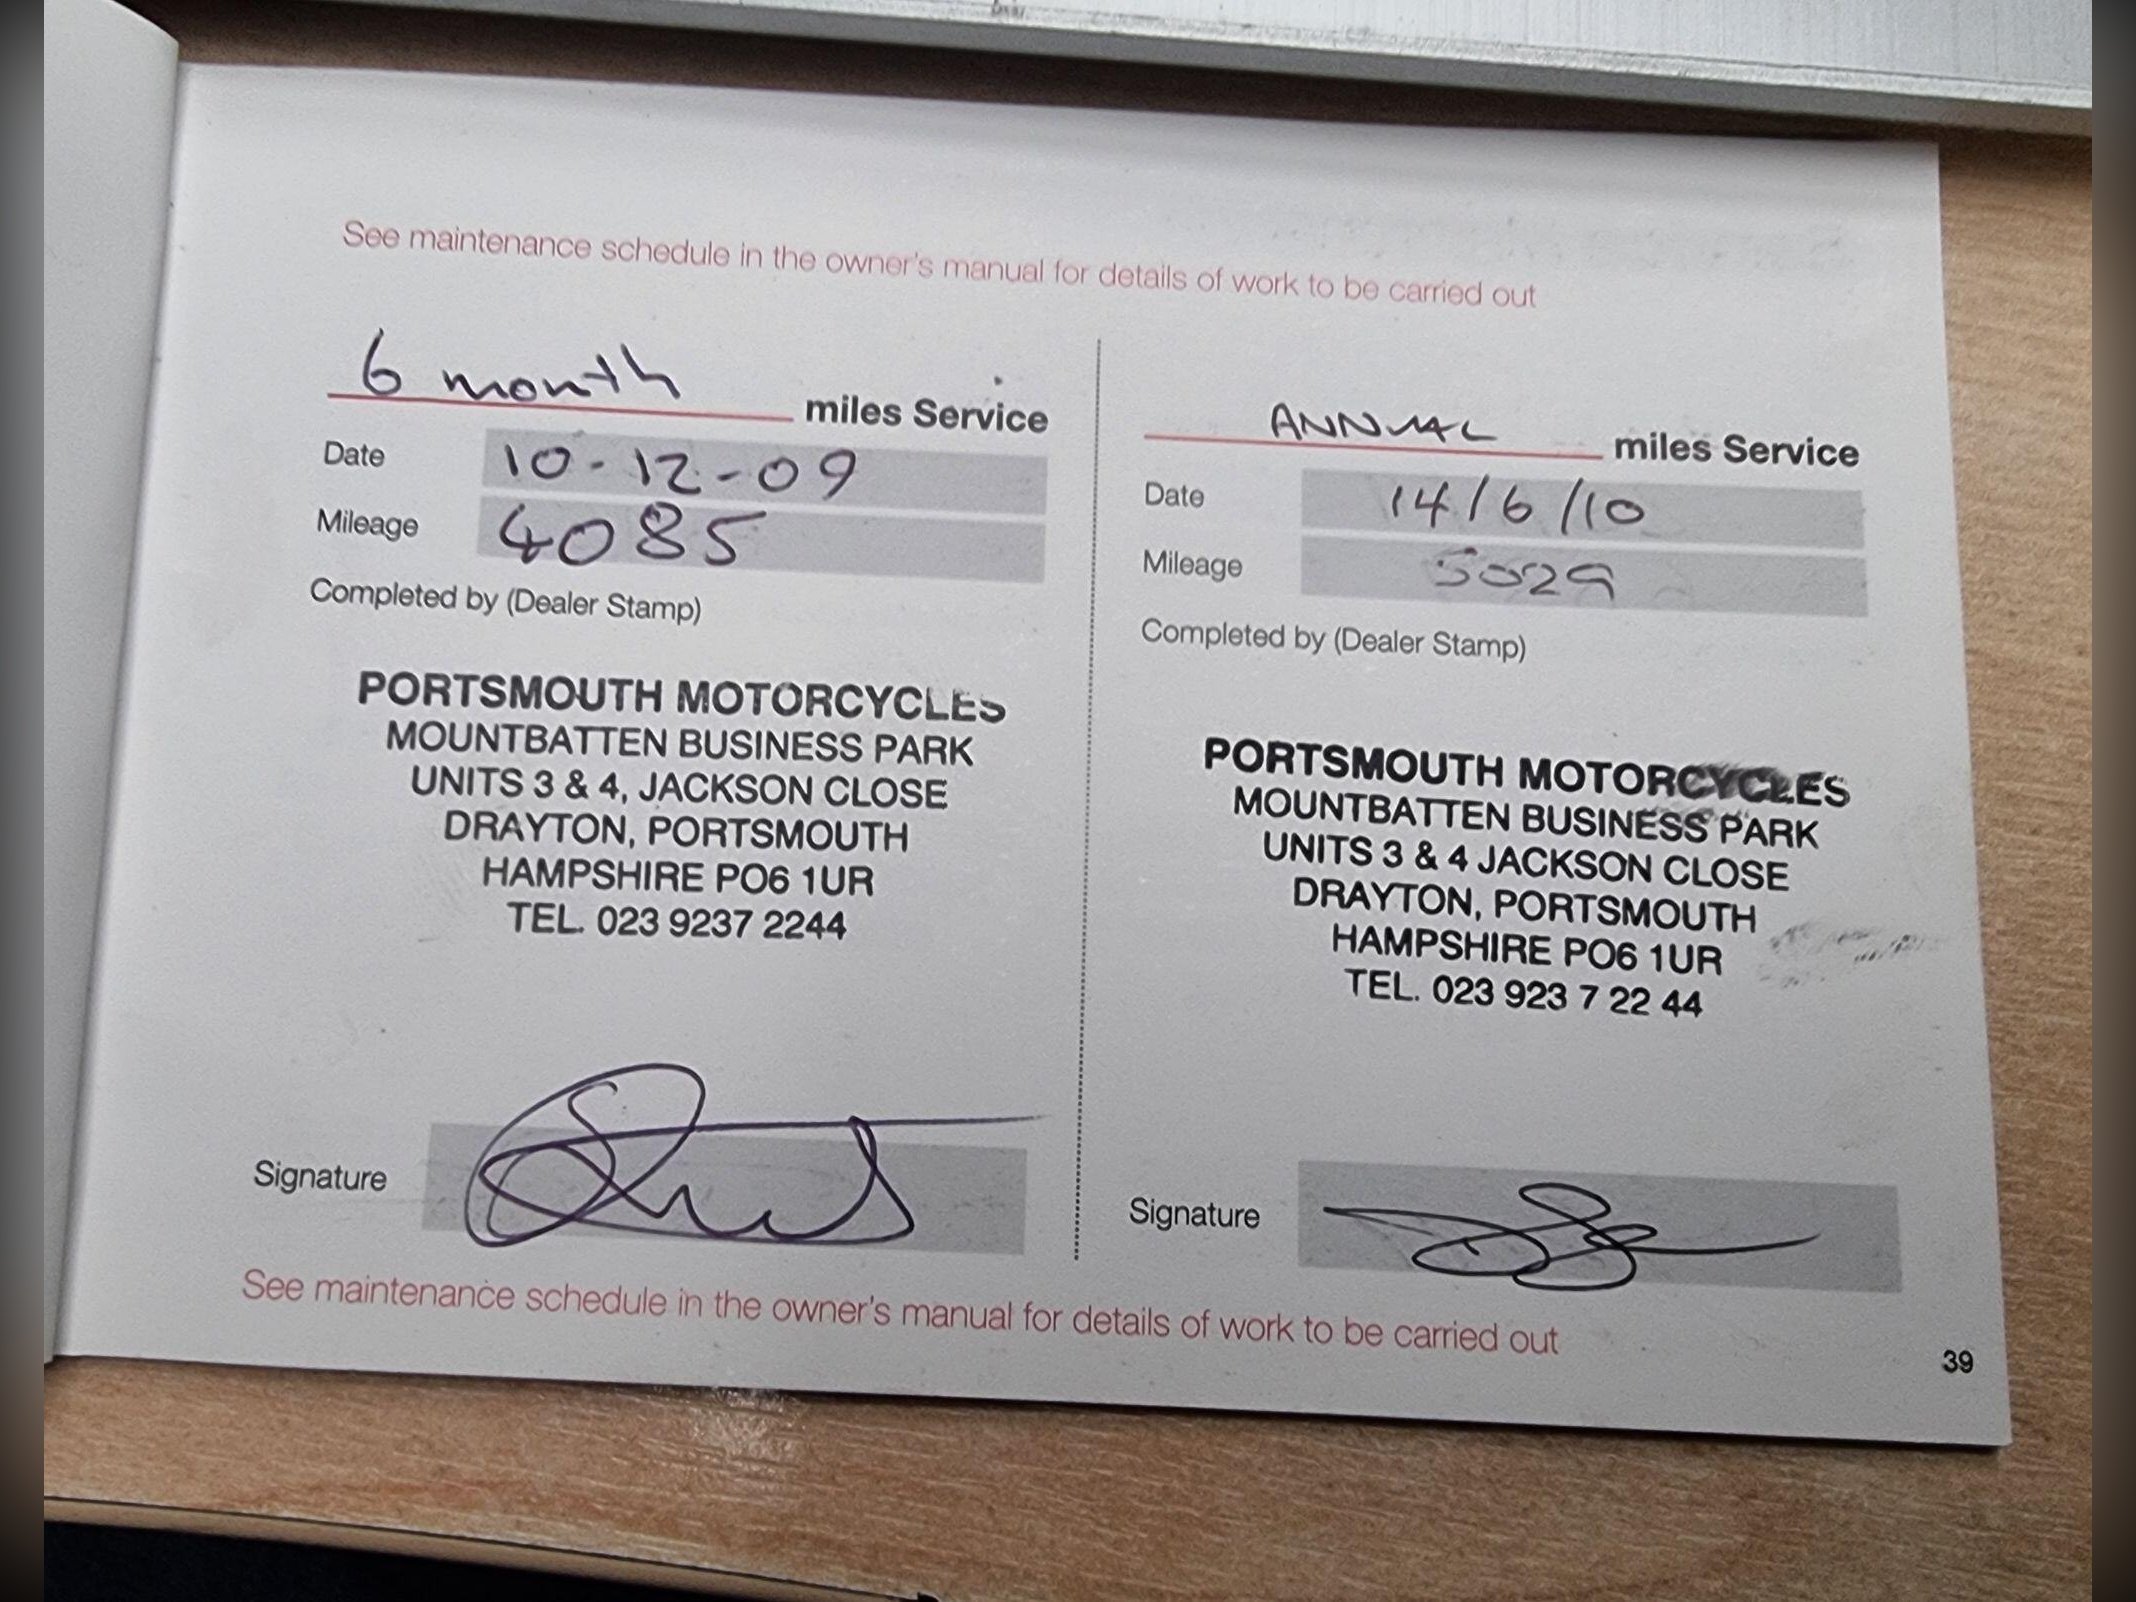 See maintenance schedule in the owner's manual for details of work to be carried out
6 month miles Service
Date 10-12-09
Mileage 4085
Completed by (Dealer Stamp)
PORTSMOUTH MOTORCYCLES
MOUNTBATTEN BUSINESS PARK
UNITS 3 & 4, JACKSON CLOSE
DRAYTON, PORTSMOUTH
HAMPSHIRE PO6 1UR
TEL. 023 9237 2244
Signature
ANNUAL miles Service
Date 14/6/10
Mileage 5029
Completed by (Dealer Stamp)
PORTSMOUTH MOTORCYCLES
MOUNTBATTEN BUSINESS PARK
UNITS 3 & 4 JACKSON CLOSE
DRAYTON, PORTSMOUTH
HAMPSHIRE PO6 1UR
TEL. 023 923 7 22 44
Signature
See maintenance schedule in the owner's manual for details of work to be carried out
39